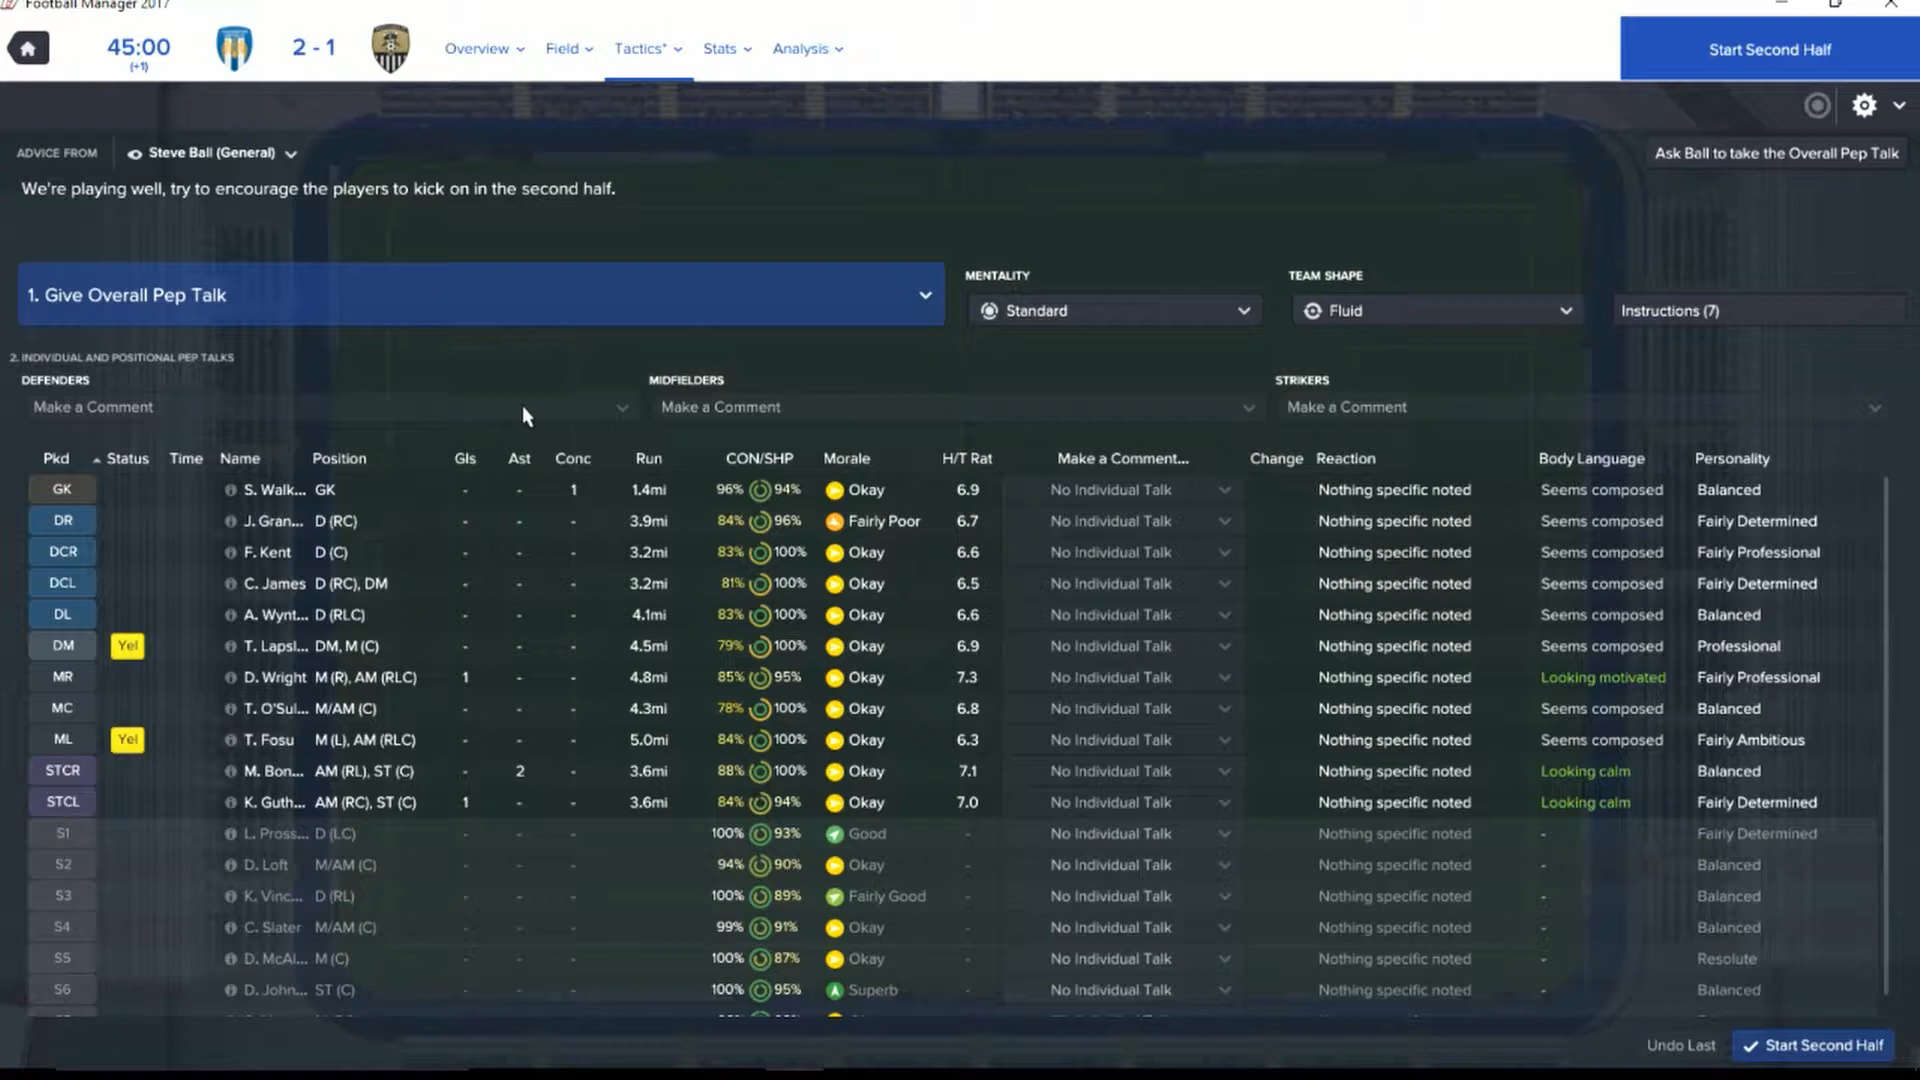 Football Manager 2017
45:00
(+1)
2 - 1
Overview
Field
Tactics*
Stats
Analysis
Start Second Half
ADVICE FROM
Steve Ball (General)
Ask Ball to take the Overall Pep Talk
We're playing well, try to encourage the players to kick on in the second half.
1. Give Overall Pep Talk
MENTALITY
Standard
TEAM SHAPE
Fluid
Instructions (7)
2. INDIVIDUAL AND POSITIONAL PEP TALKS
DEFENDERS MIDFIELDERS STRIKERS
Make a Comment Make a Comment Make a Comment
Pkd Status Time Name Position Gls Ast Conc Run CON/SHP Morale H/T Rat Make a Comment... Change Reaction Body Language Personality
GK S. Walk... GK - - 1 1.4mi 96% 94% Okay 6.9 No Individual Talk Nothing specific noted Seems composed Balanced
DR J. Gran... D (RC) - - - 3.9mi 84% 96% Fairly Poor 6.7 No Individual Talk Nothing specific noted Seems composed Fairly Determined
DCR F. Kent D (C) - - - 3.2mi 83% 100% Okay 6.6 No Individual Talk Nothing specific noted Seems composed Fairly Professional
DCL C. James D (RC), DM - - - 3.2mi 81% 100% Okay 6.5 No Individual Talk Nothing specific noted Seems composed Fairly Determined
DL A. Wynt... D (RLC) - - - 4.1mi 83% 100% Okay 6.6 No Individual Talk Nothing specific noted Seems composed Balanced
DM Yel T. Lapsl... DM, M (C) - - - 4.5mi 79% 100% Okay 6.9 No Individual Talk Nothing specific noted Seems composed Professional
MR D. Wright M (R), AM (RLC) 1 - - 4.8mi 85% 95% Okay 7.3 No Individual Talk Nothing specific noted Looking motivated Fairly Professional
MC T. O'Sul... M/AM (C) - - - 4.3mi 78% 100% Okay 6.8 No Individual Talk Nothing specific noted Seems composed Balanced
ML Yel T. Fosu M (L), AM (RLC) - - - 5.0mi 84% 100% Okay 6.3 No Individual Talk Nothing specific noted Seems composed Fairly Ambitious
STCR M. Bon... AM (RL), ST (C) - 2 - 3.6mi 88% 100% Okay 7.1 No Individual Talk Nothing specific noted Looking calm Balanced
STCL K. Guth... AM (RC), ST (C) 1 - - 3.6mi 84% 94% Okay 7.0 No Individual Talk Nothing specific noted Looking calm Fairly Determined
S1 L. Pross... D (LC) - - - 100% 93% Good - No Individual Talk Nothing specific noted - Fairly Determined
S2 D. Loft M/AM (C) - - - 94% 90% Okay - No Individual Talk Nothing specific noted - Balanced
S3 K. Vinc... D (RL) - - - 100% 89% Fairly Good - No Individual Talk Nothing specific noted - Balanced
S4 C. Slater M/AM (C) - - - 99% 91% Okay - No Individual Talk Nothing specific noted - Balanced
S5 D. McAl... M (C) - - - 100% 87% Okay - No Individual Talk Nothing specific noted - Resolute
S6 D. John... ST (C) - - - 100% 95% Superb - No Individual Talk Nothing specific noted - Balanced
Undo Last
Start Second Half